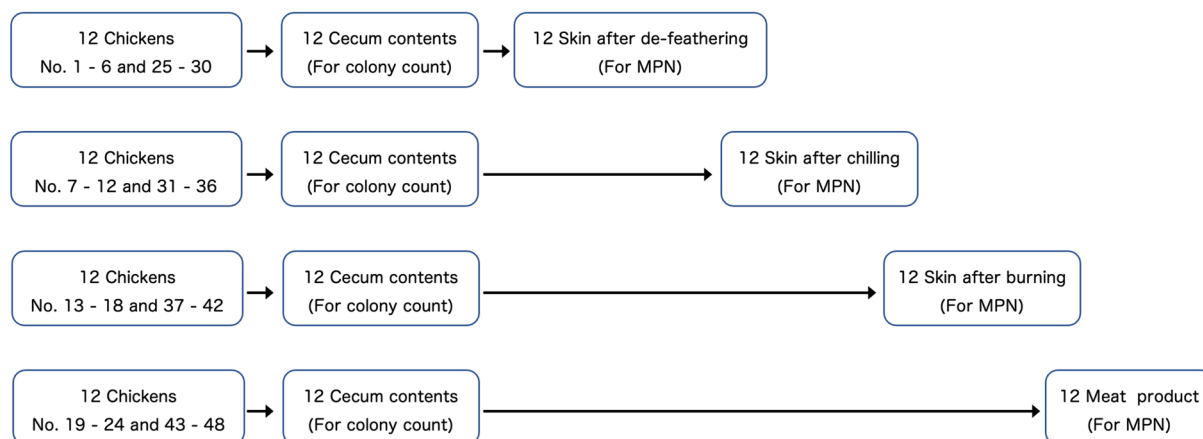 12 Chickens
No. 1 - 6 and 25 - 30
12 Cecum contents
(For colony count)
12 Skin after de-feathering
(For MPN)
12 Chickens
No. 7 - 12 and 31 - 36
12 Cecum contents
(For colony count)
12 Skin after chilling
(For MPN)
12 Chickens
No. 13 - 18 and 37 - 42
12 Cecum contents
(For colony count)
12 Skin after burning
(For MPN)
12 Chickens
No. 19 - 24 and 43 - 48
12 Cecum contents
(For colony count)
12 Meat product
(For MPN)